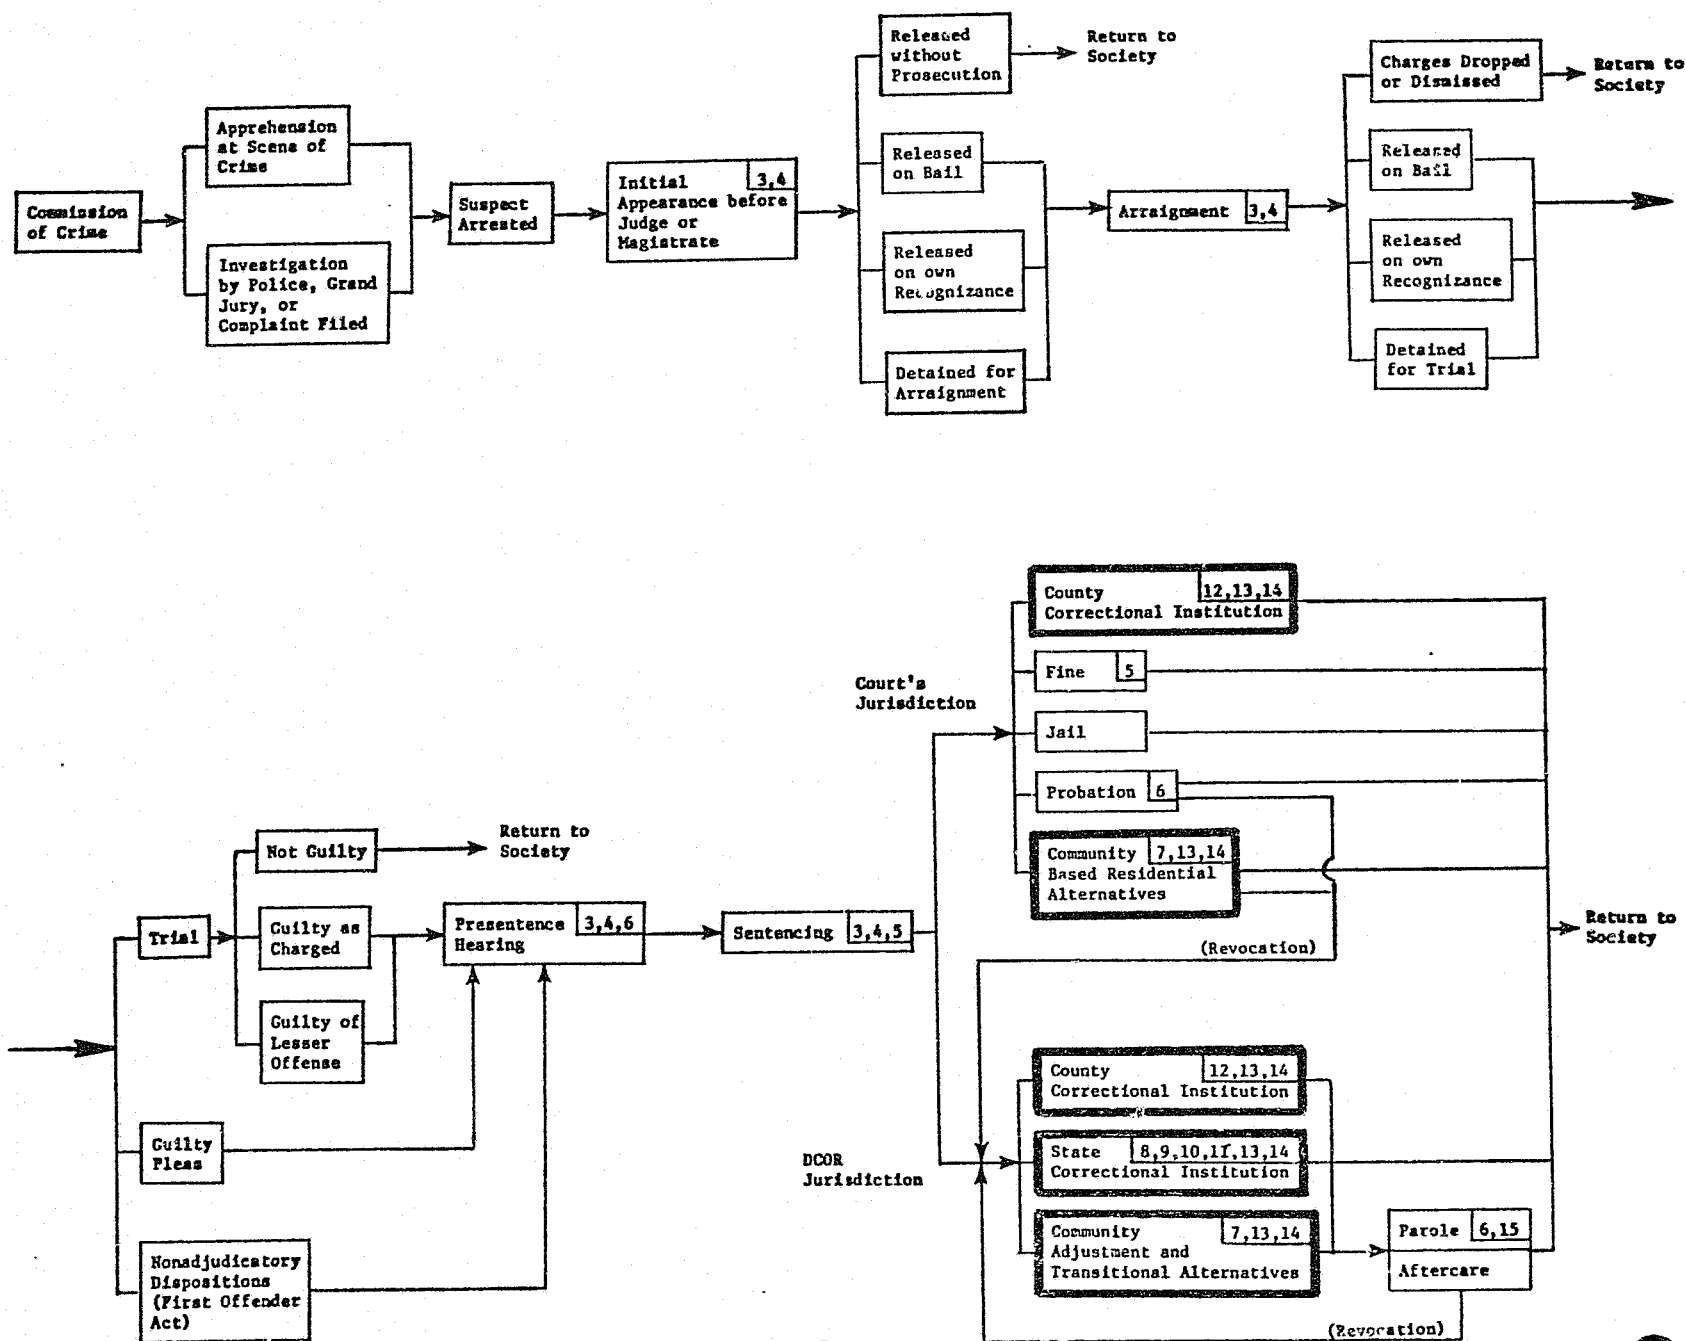 Commission
of Crime
Apprehension
at Scene of
Crime
Investigation
by Police, Grand
Jury, or
Complaint Filed
Suspect
Arrested
Initial 3,4
Appearance before
Judge or
Magistrate
Released
without
Prosecution
Return to
Society
Released
on Bail
Released
on own
Recognizance
Detained for
Arraignment
Arraignment 3,4
Charges Dropped
or Dismissed
Return to
Society
Released
on Bail
Released
on own
Recognizance
Detained
for Trial
Trial
Not Guilty
Return to
Society
Guilty as
Charged
Guilty of
Lesser
Offense
Guilty
Pleas
Nonadjudicatory
Dispositions
(First Offender
Act)
Presentence 3,4,6
Hearing
Sentencing 3,4,5
Court's
Jurisdiction
County 12,13,14
Correctional Institution
Fine 5
Jail
Probation 6
Community 7,13,14
Based Residential
Alternatives
(Revocation)
Return to
Society
DCOR
Jurisdiction
County 12,13,14
Correctional Institution
State 8,9,10,11,13,14
Correctional Institution
Community 7,13,14
Adjustment and
Transitional Alternatives
Parole 6,15
Aftercare
(Revocation)